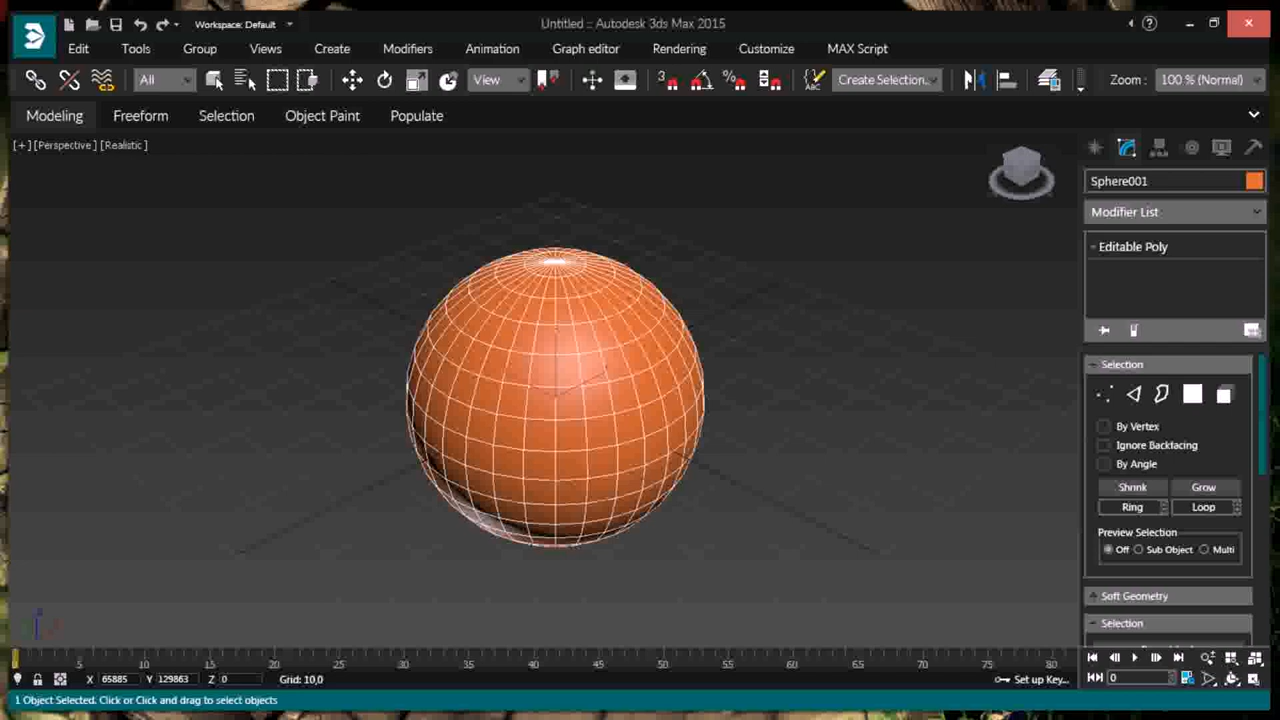 Workspace: Default
Untitled :: Autodesk 3ds Max 2015
Edit Tools Group Views Create Modifiers Animation Graph editor Rendering Customize MAX Script
All View Create Selection... Zoom : 100 % (Normal)
Modeling Freeform Selection Object Paint Populate
[+] [Perspective] [Realistic]
Sphere001
Modifier List
Editable Poly
Selection
By Vertex
Ignore Backfacing
By Angle
Shrink Grow
Ring Loop
Preview Selection
Off Sub Object Multi
Soft Geometry
Selection
5 10 15 20 25 30 35 40 45 50 55 60 65 70 75 80
X 65885 Y 129863 Z 0 Grid: 10,0 Set up Key... 0
1 Object Selected. Click or Click and drag to select objects